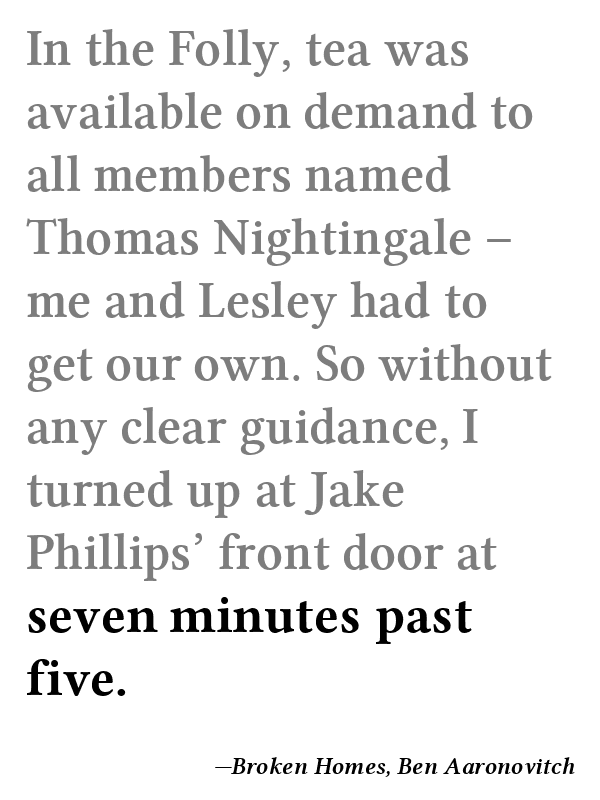 In the Folly, tea was
available on demand to
all members named
Thomas Nightingale –
me and Lesley had to
get our own. So without
any clear guidance, I
turned up at Jake
Phillips’ front door at
seven minutes past
five.
—Broken Homes, Ben Aaronovitch